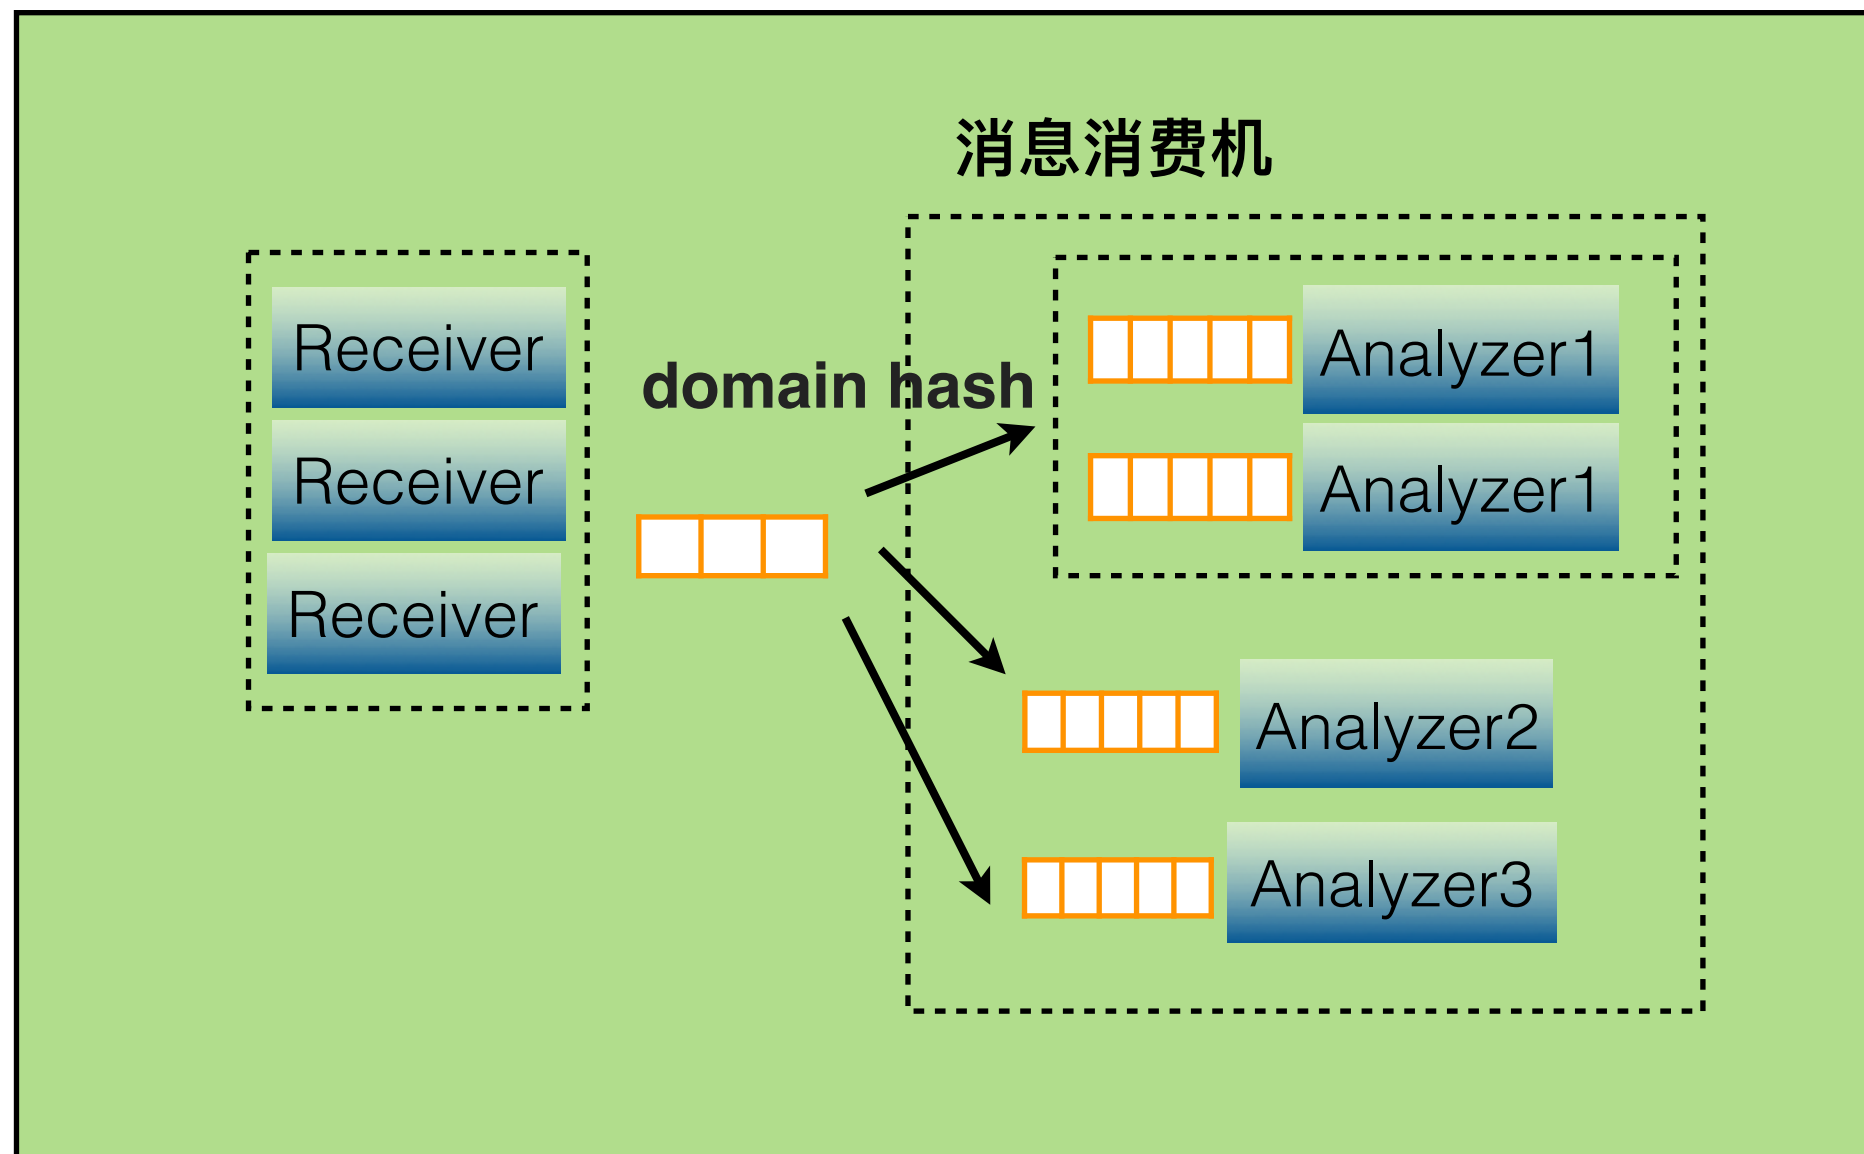 消息消费机
Receiver
Receiver
Receiver
domain hash
Analyzer1
Analyzer1
Analyzer2
Analyzer3